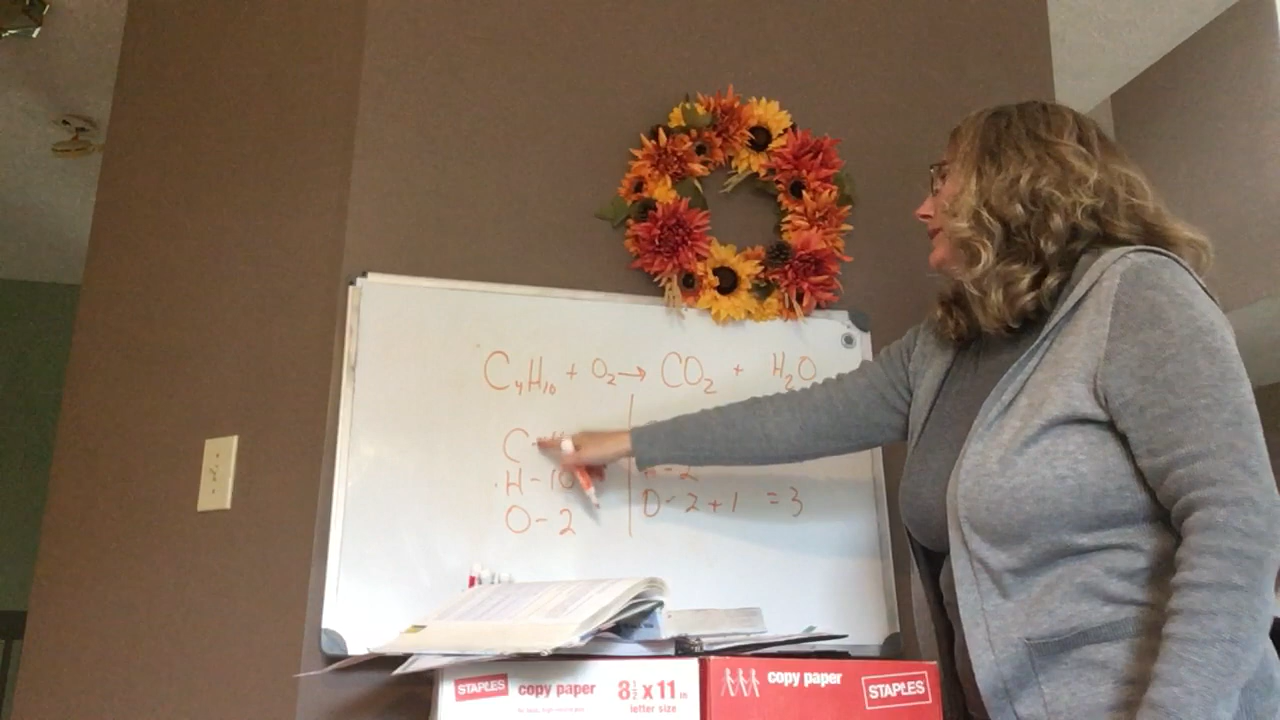 C₄H₁₀ + O₂ → CO₂ + H₂O
C-
H-10
H-2
O-2
O-2+1 =3
STAPLES copy paper 8½ x 11 in
letter size
copy paper STAPLES